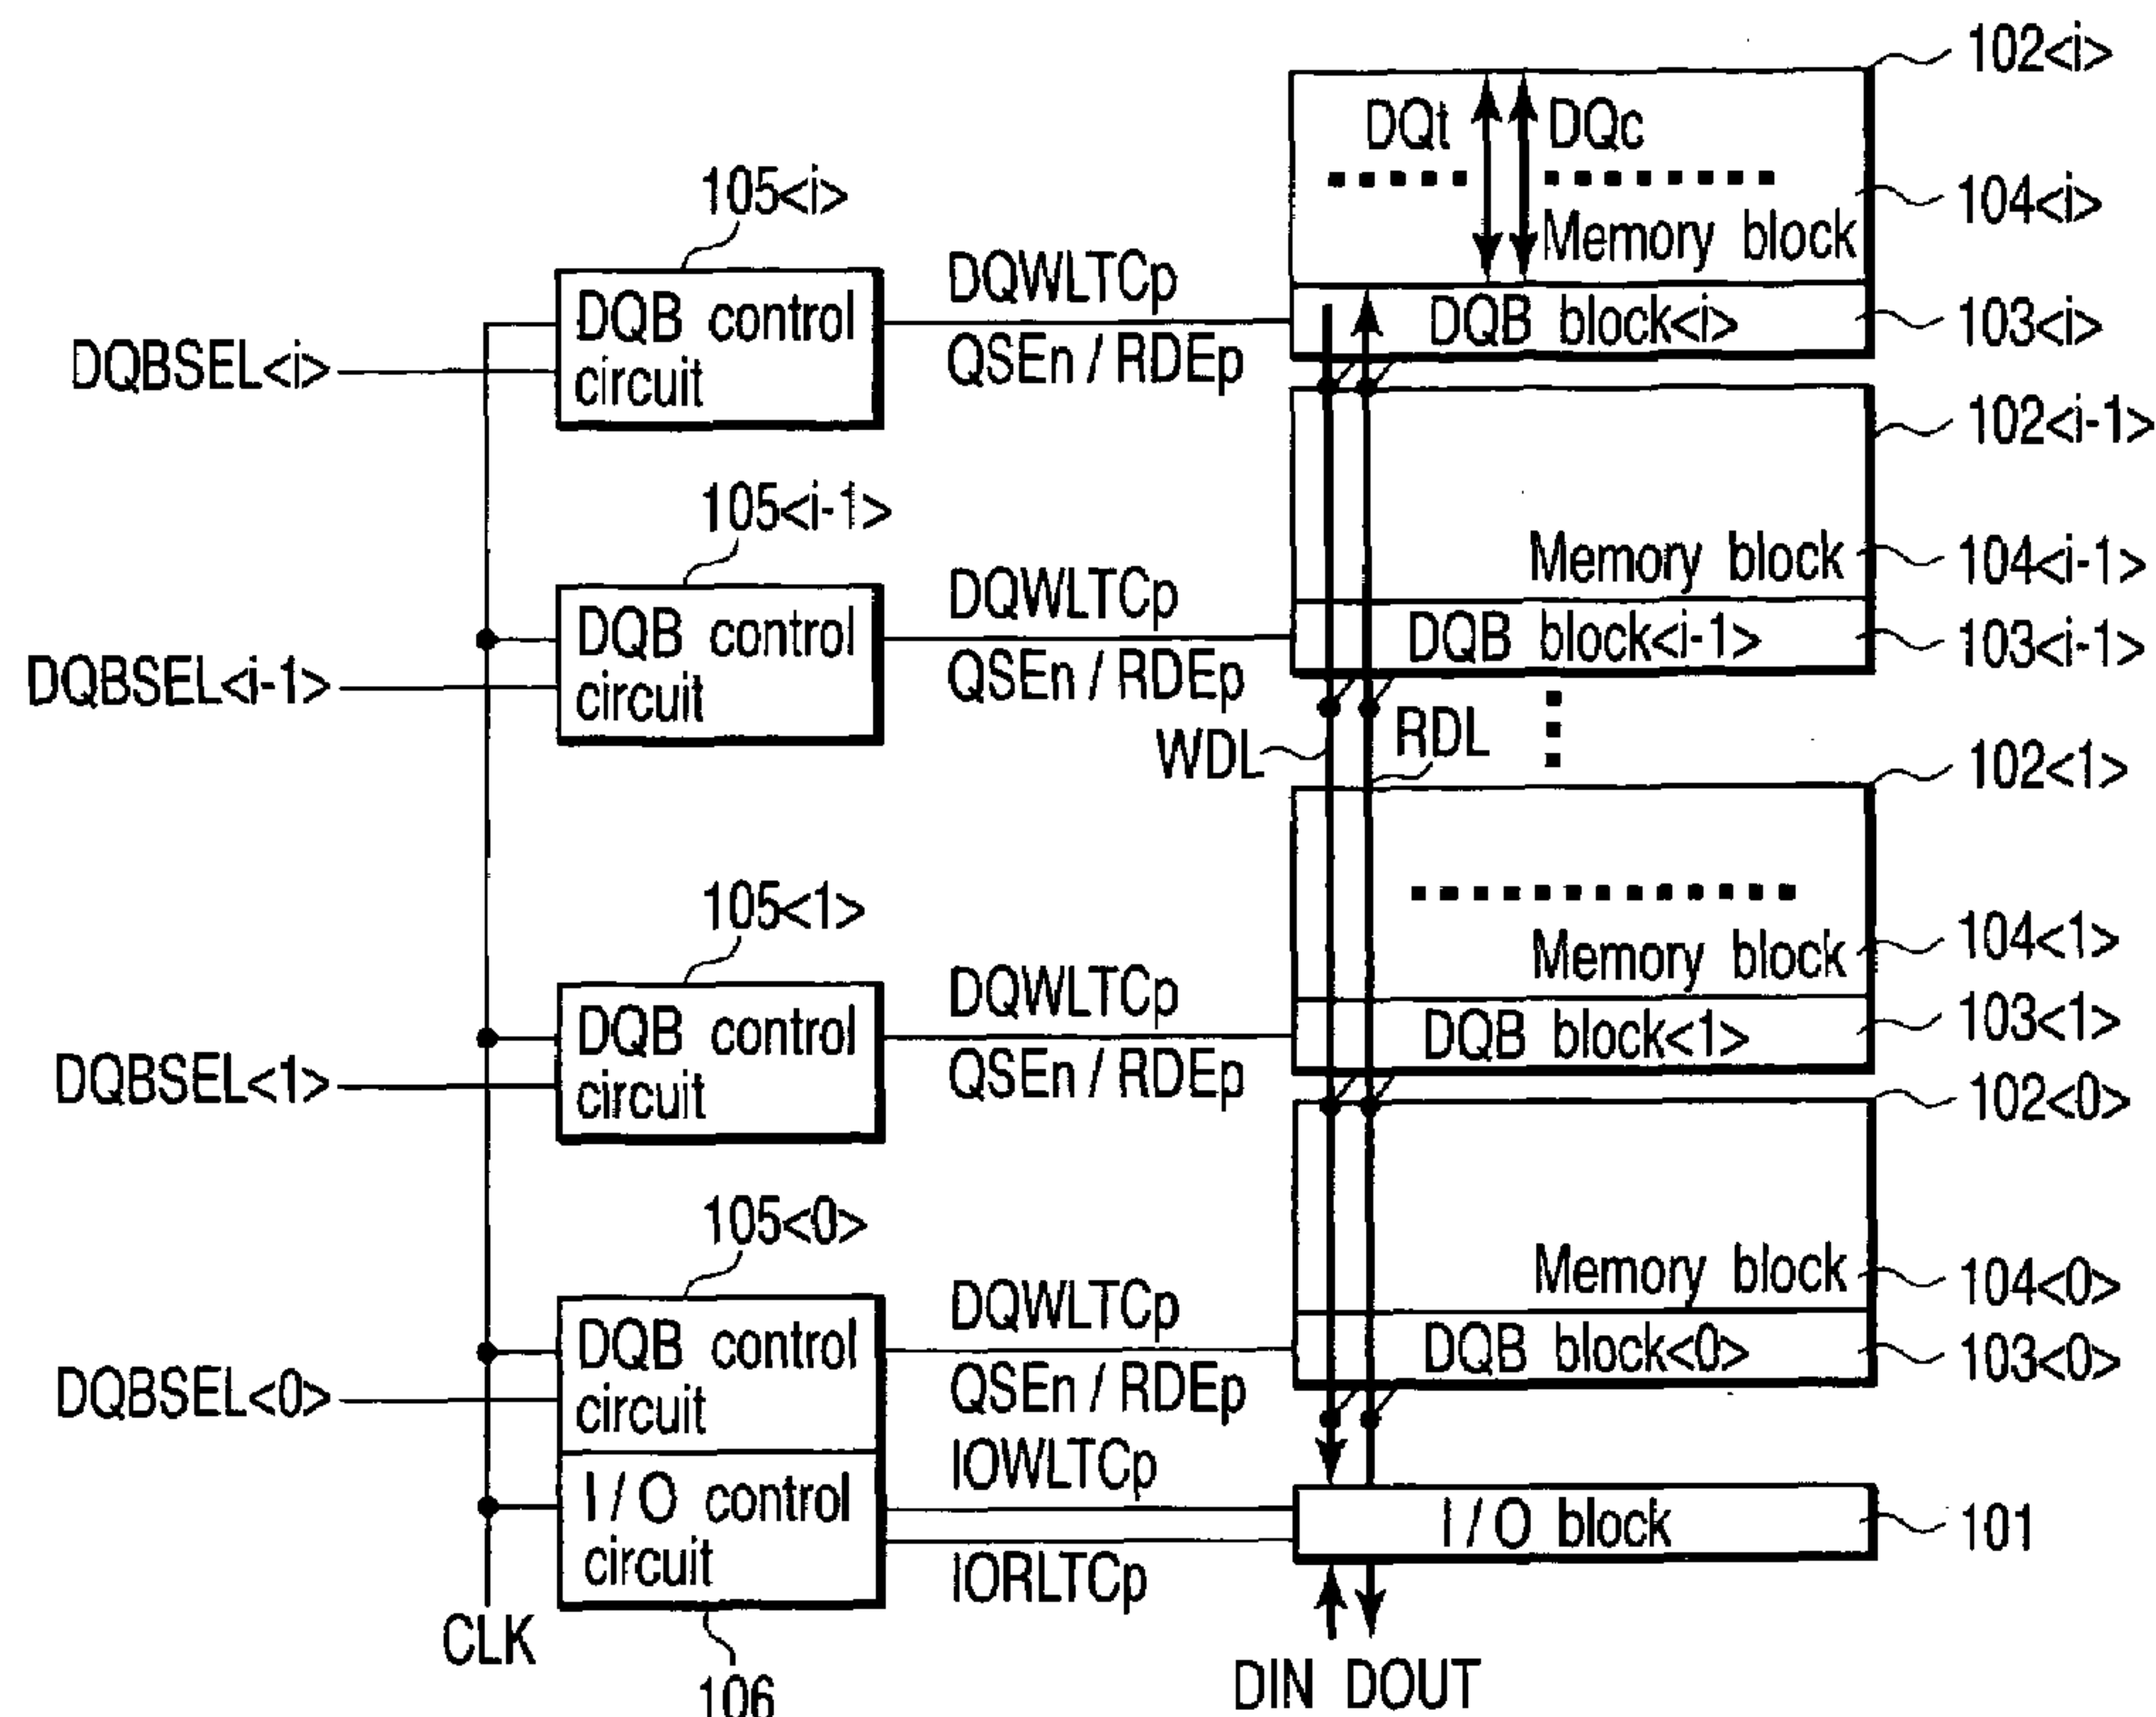 102<i>
DQt DQc
105<i>
104<i>
Memory block
DQWLTCp
DQB control
circuit
DQB block<i>
103<i>
DQBSEL<i>
QSEn / RDEp
102<i-1>
105<i-1>
Memory block
104<i-1>
DQWLTCp
DQB control
circuit
DQB block<i-1>
103<i-1>
DQBSEL<i-1>
QSEn / RDEp
WDL
RDL
102<1>
105<1>
104<1>
Memory block
DQWLTCp
DQB control
circuit
DQB block<1>
103<1>
DQBSEL<1>
QSEn / RDEp
102<0>
105<0>
Memory block
104<0>
DQWLTCp
DQB control
circuit
DQB block<0>
103<0>
DQBSEL<0>
QSEn / RDEp
IOWLTCp
I / O control
circuit
I / O block
101
IORLTCp
CLK
106
DIN DOUT